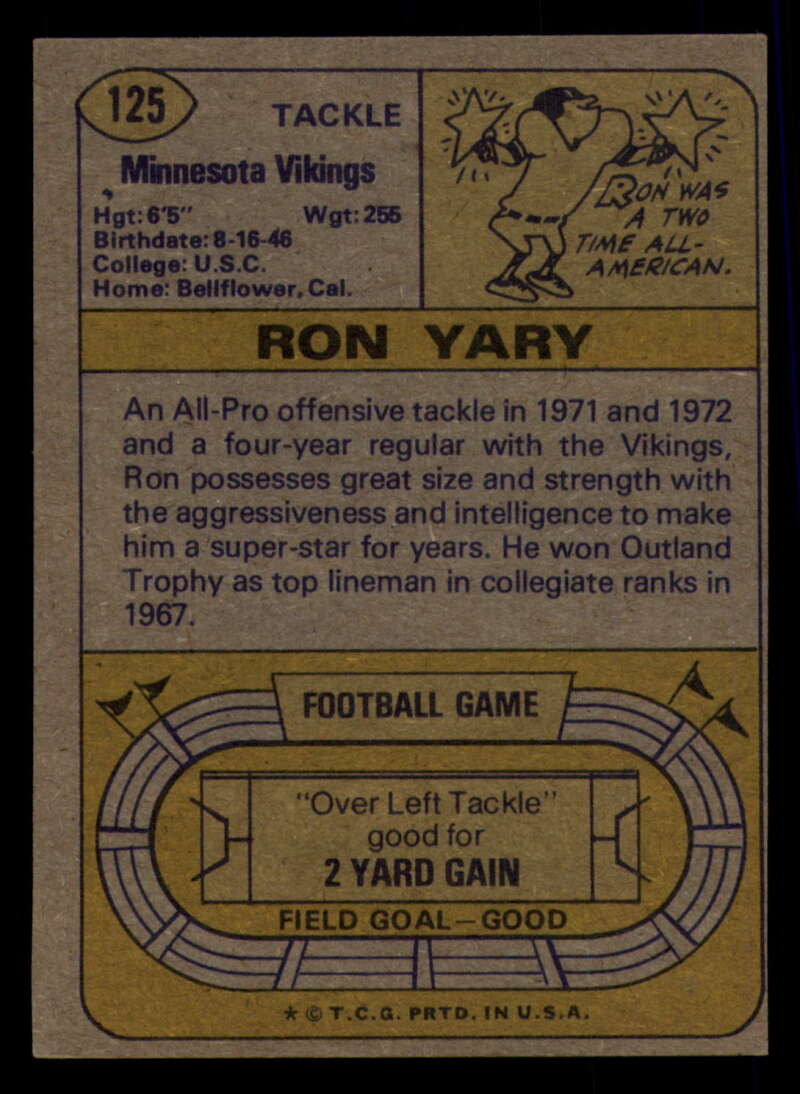 125
TACKLE
Minnesota Vikings
Hgt: 6'5" Wgt: 255
Birthdate: 8-16-46
College: U.S.C.
Home: Bellflower, Cal.
RON WAS
A TWO
TIME ALL-
AMERICAN.
RON YARY
An All-Pro offensive tackle in 1971 and 1972
and a four-year regular with the Vikings,
Ron possesses great size and strength with
the aggressiveness and intelligence to make
him a super-star for years. He won Outland
Trophy as top lineman in collegiate ranks in
1967.
FOOTBALL GAME
"Over Left Tackle"
good for
2 YARD GAIN
FIELD GOAL—GOOD
* © T.C.G. PRTD. IN U.S.A.